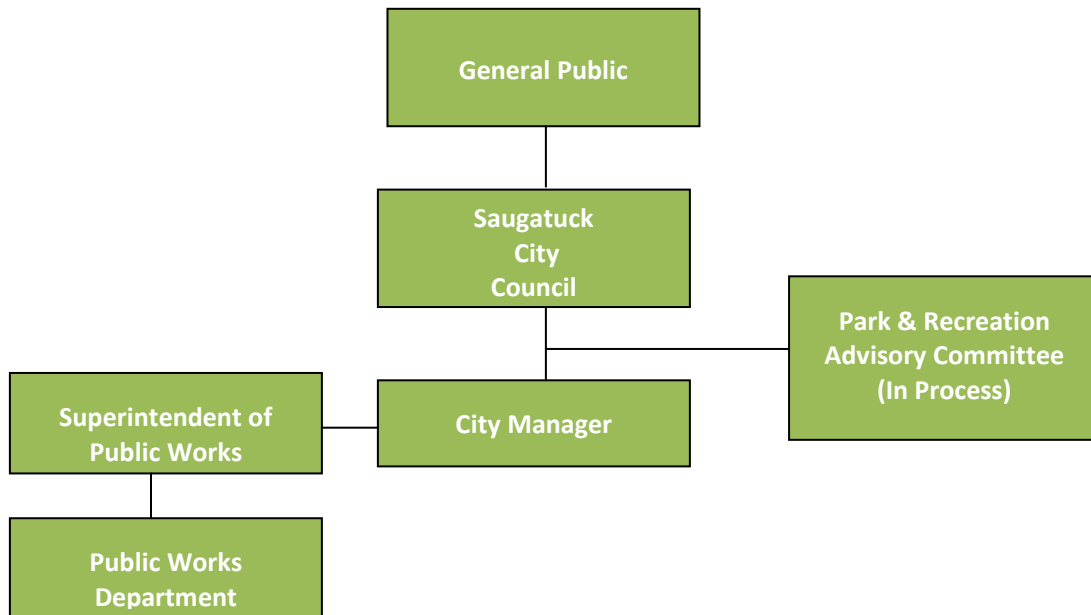 General Public
Saugatuck
City
Council
Park & Recreation
Advisory Committee
(In Process)
City Manager
Superintendent of
Public Works
Public Works
Department